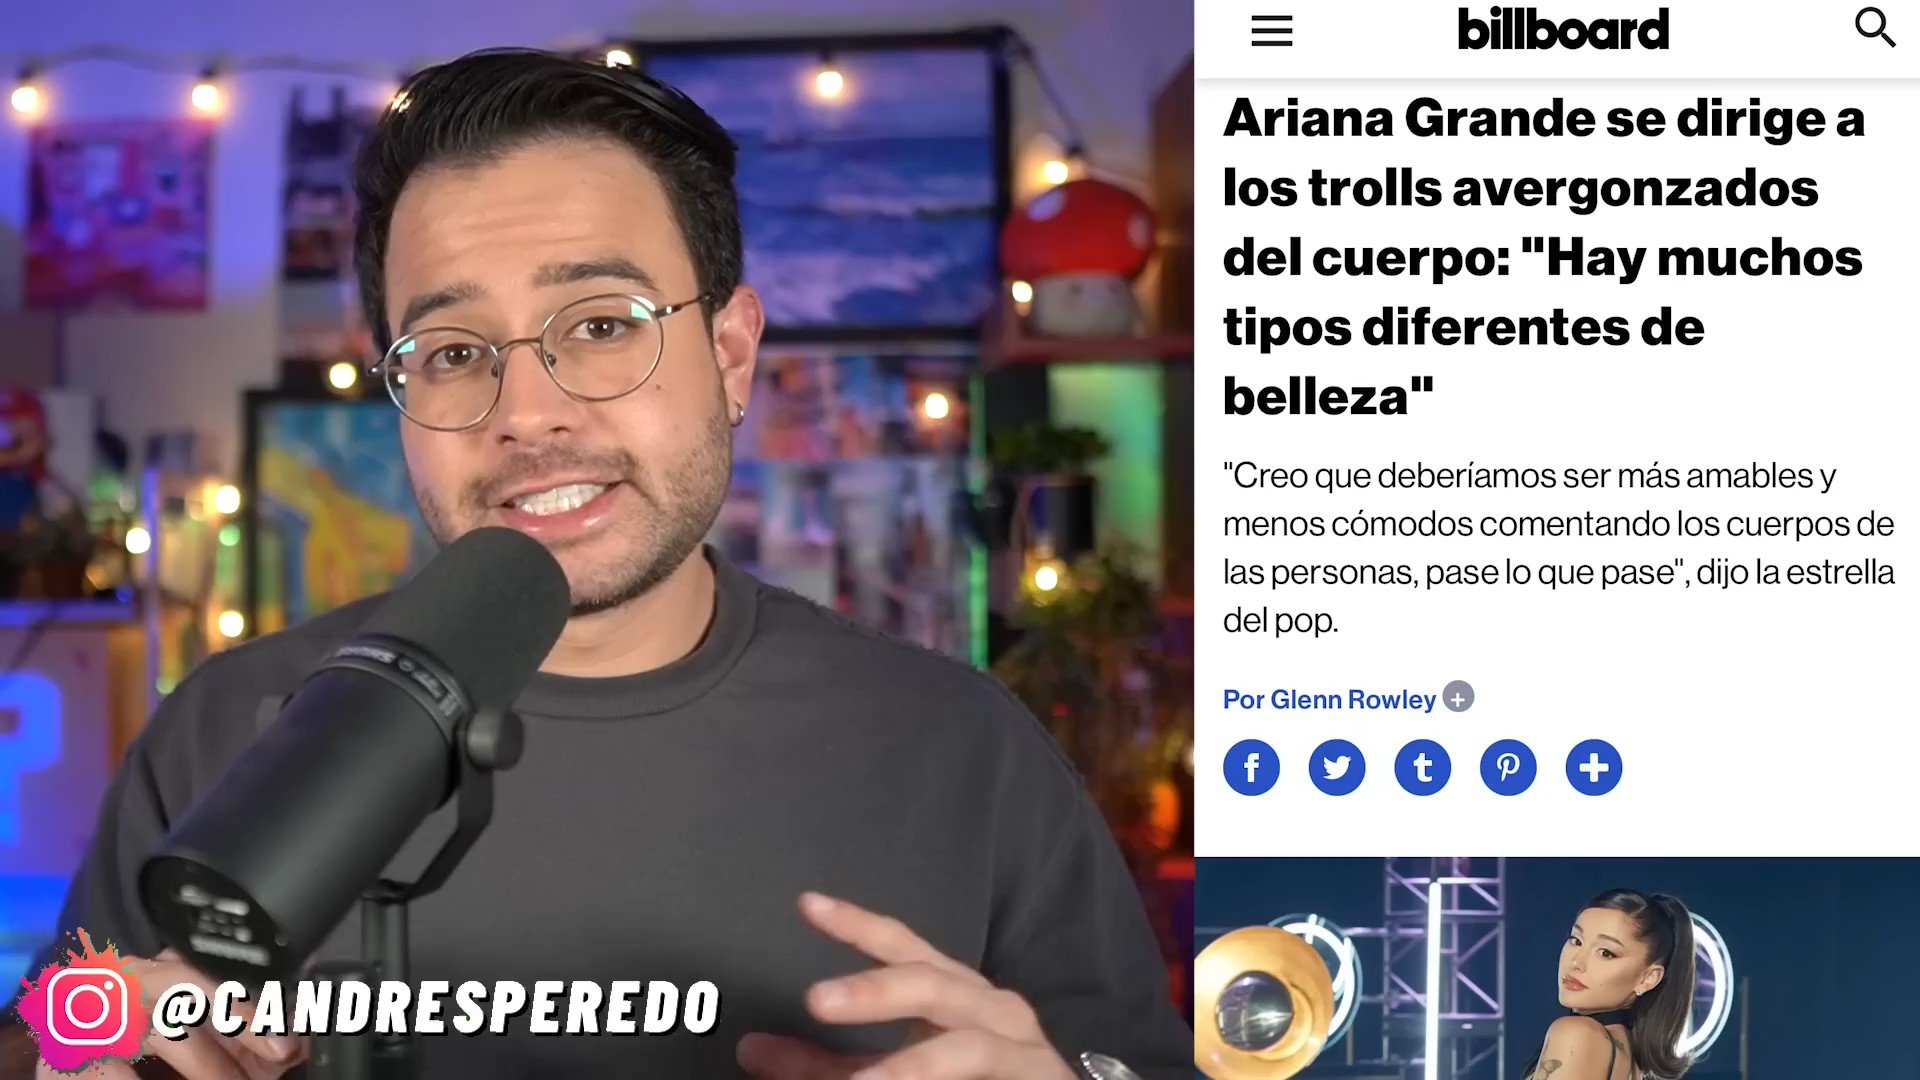 billboard
Ariana Grande se dirige a
los trolls avergonzados
del cuerpo: "Hay muchos
tipos diferentes de
belleza"
"Creo que deberíamos ser más amables y
menos cómodos comentando los cuerpos de
las personas, pase lo que pase", dijo la estrella
del pop.
Por Glenn Rowley
@CANDRESPEREDO